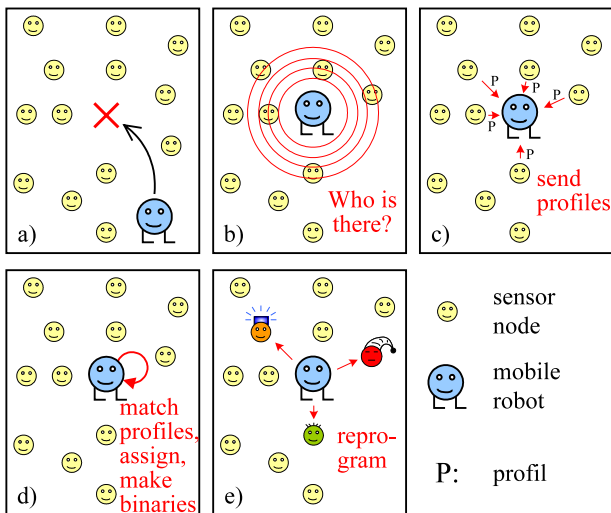 a)
Who is
there?
b)
P
P
P
P
P
send
profiles
c)
match
profiles,
assign,
make
binaries
d)
repro-
gram
e)
sensor
node
mobile
robot
P: profil